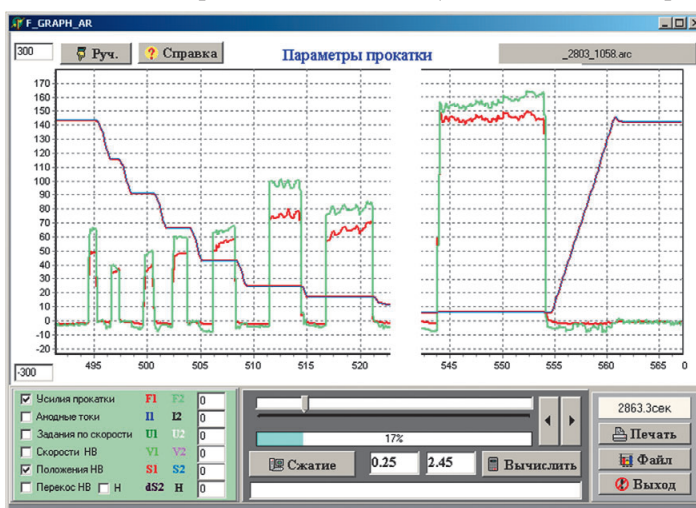 F_GRAPH_AR
300 Руч. ? Справка Параметры прокатки _2803_1058.arc
170
160
150
140
130
120
110
100
90
80
70
60
50
40
30
20
10
0
-10
-20
495 500 505 510 515 520 545 550 555 560 565 0
-300
Усилия прокатки F1 F2 0
Анодные токи I1 I2 0
Задания по скорости U1 U2 0
Скорости НВ V1 V2 0
Положения НВ S1 S2 0
Перекос НВ Н dS2 Н 0
17%
Сжатие 0.25 2.45 Вычислить
2863.3сек
Печать
Файл
Выход